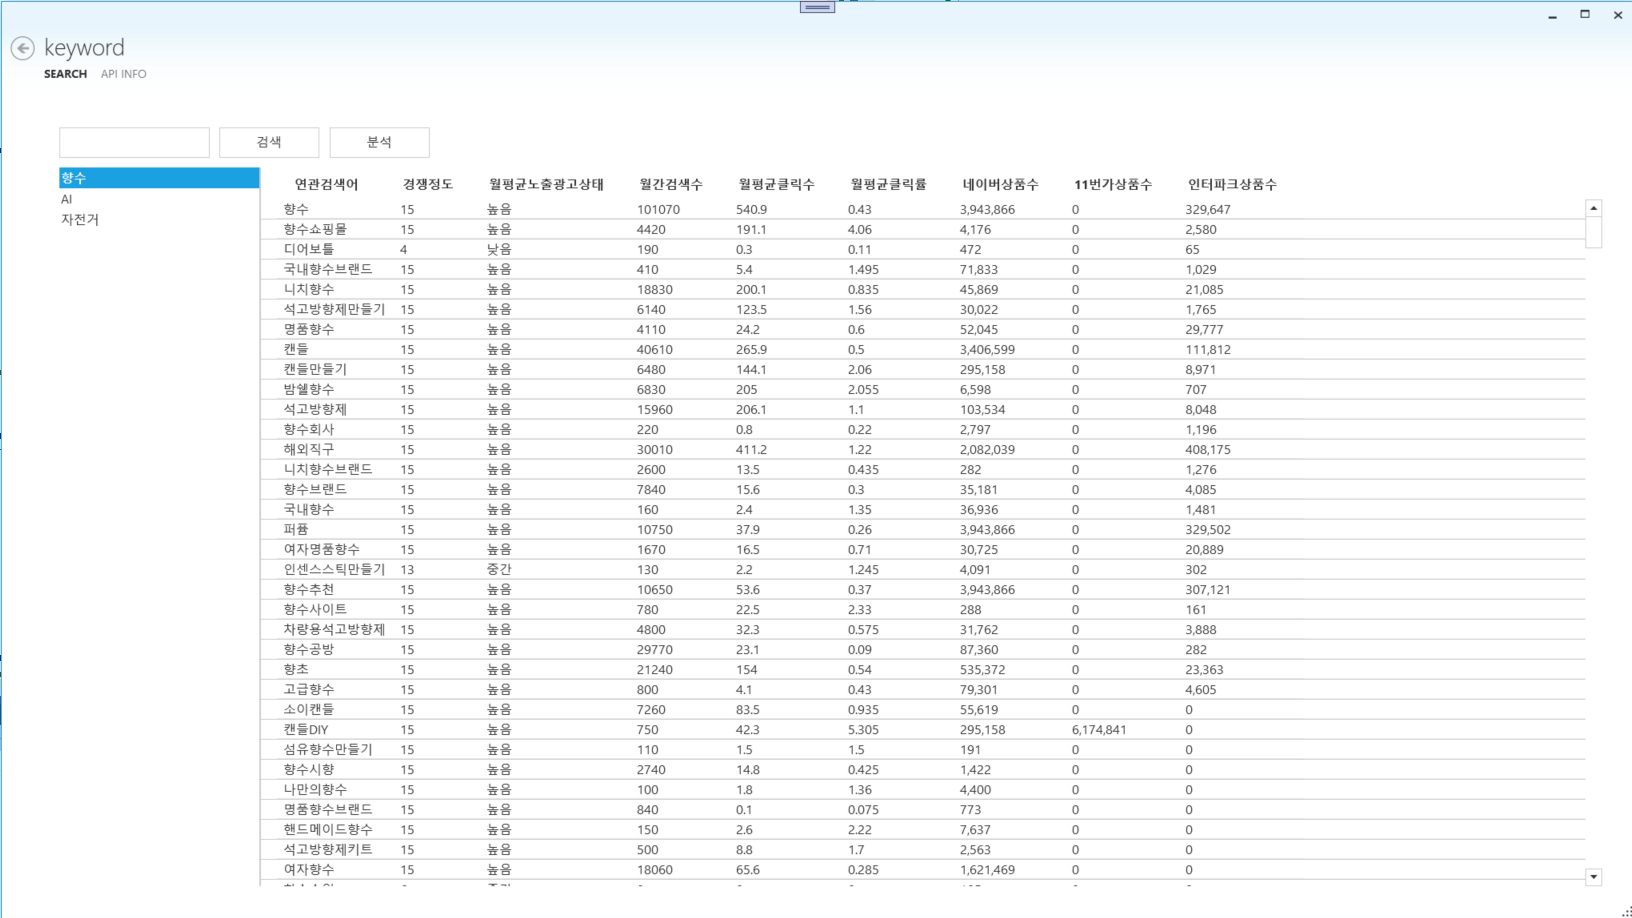 keyword
SEARCH API INFO
검색 분석
향수
AI
자전거
연관검색어 경쟁정도 월평균노출광고상태 월간검색수 월평균클릭수 월평균클릭률 네이버상품수 11번가상품수 인터파크상품수
향수 15 높음 101070 540.9 0.43 3,943,866 0 329,647
향수쇼핑몰 15 높음 4420 191.1 4.06 4,176 0 2,580
디어보틀 4 낮음 190 0.3 0.11 472 0 65
국내향수브랜드 15 높음 410 5.4 1.495 71,833 0 1,029
니치향수 15 높음 18830 200.1 0.835 45,869 0 21,085
석고방향제만들기 15 높음 6140 123.5 1.56 30,022 0 1,765
명품향수 15 높음 4110 24.2 0.6 52,045 0 29,777
캔들 15 높음 40610 265.9 0.5 3,406,599 0 111,812
캔들만들기 15 높음 6480 144.1 2.06 295,158 0 8,971
밤쉘향수 15 높음 6830 205 2.055 6,598 0 707
석고방향제 15 높음 15960 206.1 1.1 103,534 0 8,048
향수회사 15 높음 220 0.8 0.22 2,797 0 1,196
해외직구 15 높음 30010 411.2 1.22 2,082,039 0 408,175
니치향수브랜드 15 높음 2600 13.5 0.435 282 0 1,276
향수브랜드 15 높음 7840 15.6 0.3 35,181 0 4,085
국내향수 15 높음 160 2.4 1.35 36,936 0 1,481
퍼퓸 15 높음 10750 37.9 0.26 3,943,866 0 329,502
여자명품향수 15 높음 1670 16.5 0.71 30,725 0 20,889
인센스스틱만들기 13 중간 130 2.2 1.245 4,091 0 302
향수추천 15 높음 10650 53.6 0.37 3,943,866 0 307,121
향수사이트 15 높음 780 22.5 2.33 288 0 161
차량용석고방향제 15 높음 4800 32.3 0.575 31,762 0 3,888
향수공방 15 높음 29770 23.1 0.09 87,360 0 282
향초 15 높음 21240 154 0.54 535,372 0 23,363
고급향수 15 높음 800 4.1 0.43 79,301 0 4,605
소이캔들 15 높음 7260 83.5 0.935 55,619 0 0
캔들DIY 15 높음 750 42.3 5.305 295,158 6,174,841 0
섬유향수만들기 15 높음 110 1.5 1.5 191 0 0
향수시향 15 높음 2740 14.8 0.425 1,422 0 0
나만의향수 15 높음 100 1.8 1.36 4,400 0 0
명품향수브랜드 15 높음 840 0.1 0.075 773 0 0
핸드메이드향수 15 높음 150 2.6 2.22 7,637 0 0
석고방향제키트 15 높음 500 8.8 1.7 2,563 0 0
여자향수 15 높음 18060 65.6 0.285 1,621,469 0 0